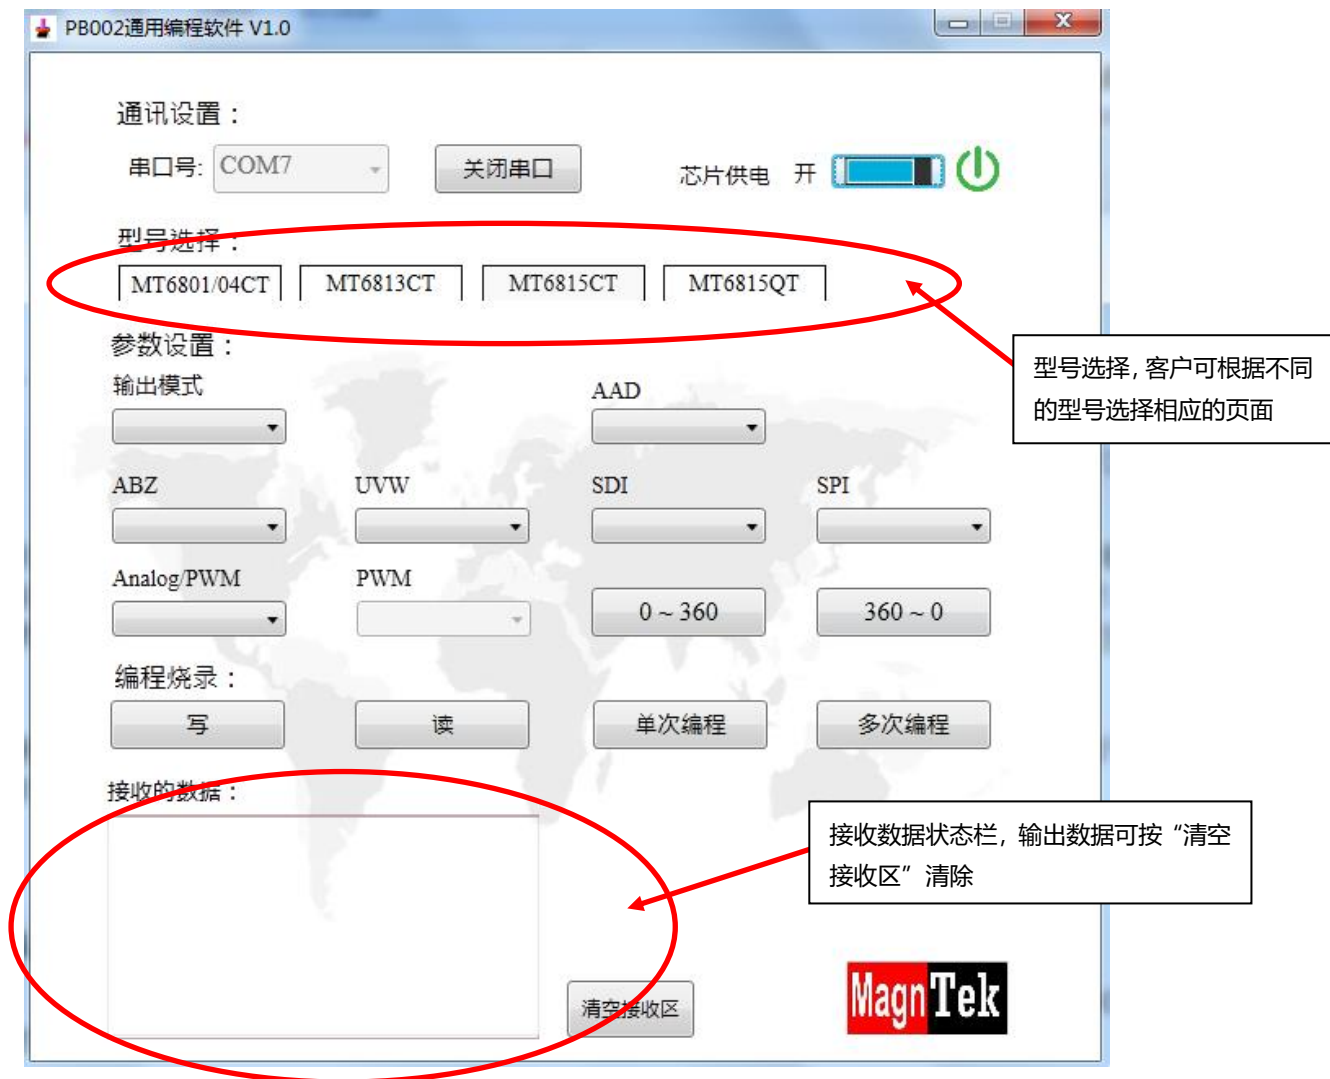 PB002通用编程软件 V1.0
通讯设置：
串口号: COM7 关闭串口 芯片供电 开
型号选择：
MT6801/04CT MT6813CT MT6815CT MT6815QT
型号选择，客户可根据不同
的型号选择相应的页面
参数设置：
输出模式 AAD
ABZ UVW SDI SPI
Analog/PWM PWM
0 ~ 360 360 ~ 0
编程烧录：
写 读 单次编程 多次编程
接收的数据：
接收数据状态栏，输出数据可按“清空
接收区”清除
清空接收区
MagnTek